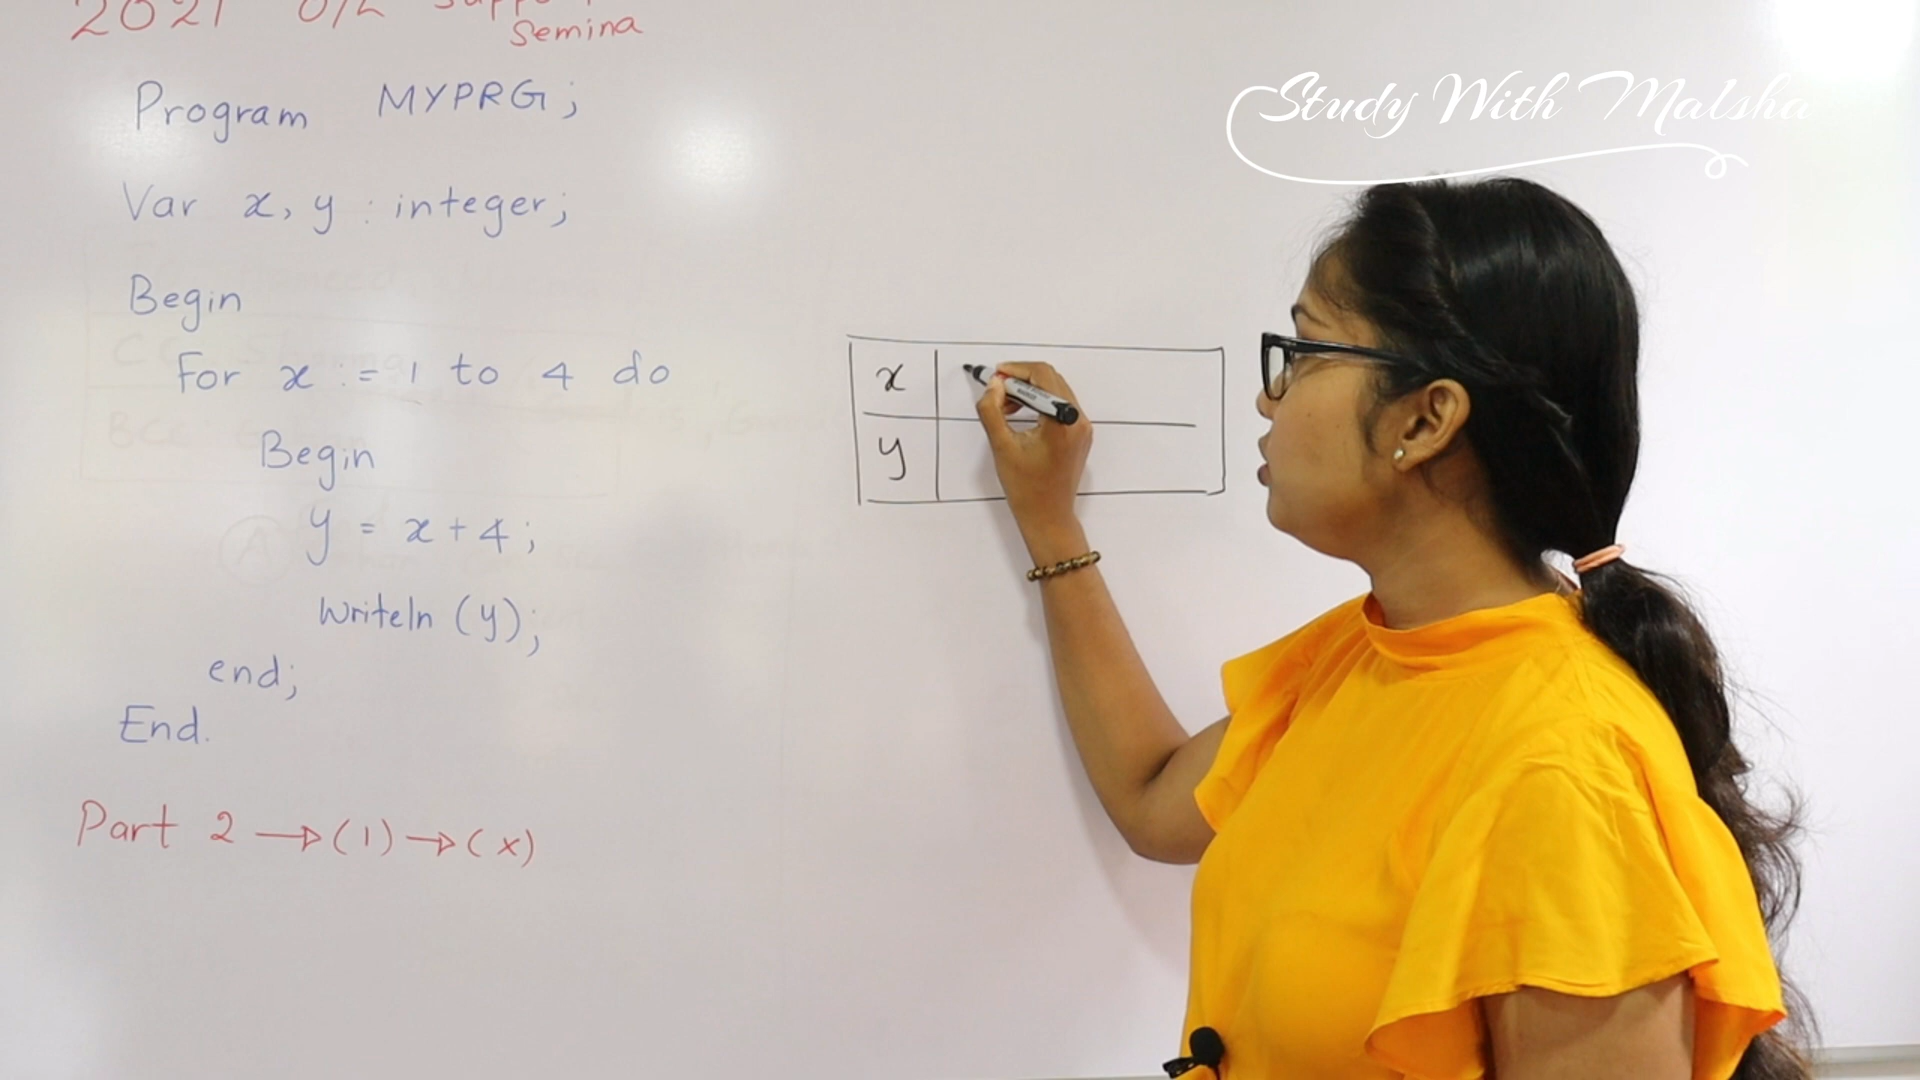 2021 O/L
Semina
Program MYPRG;
Var x, y : integer;
Begin
For x := 1 to 4 do
Begin
y = x + 4;
Writeln (y);
end;
End.
Part 2 → (1) → (x)
x
y
Study With Malsha